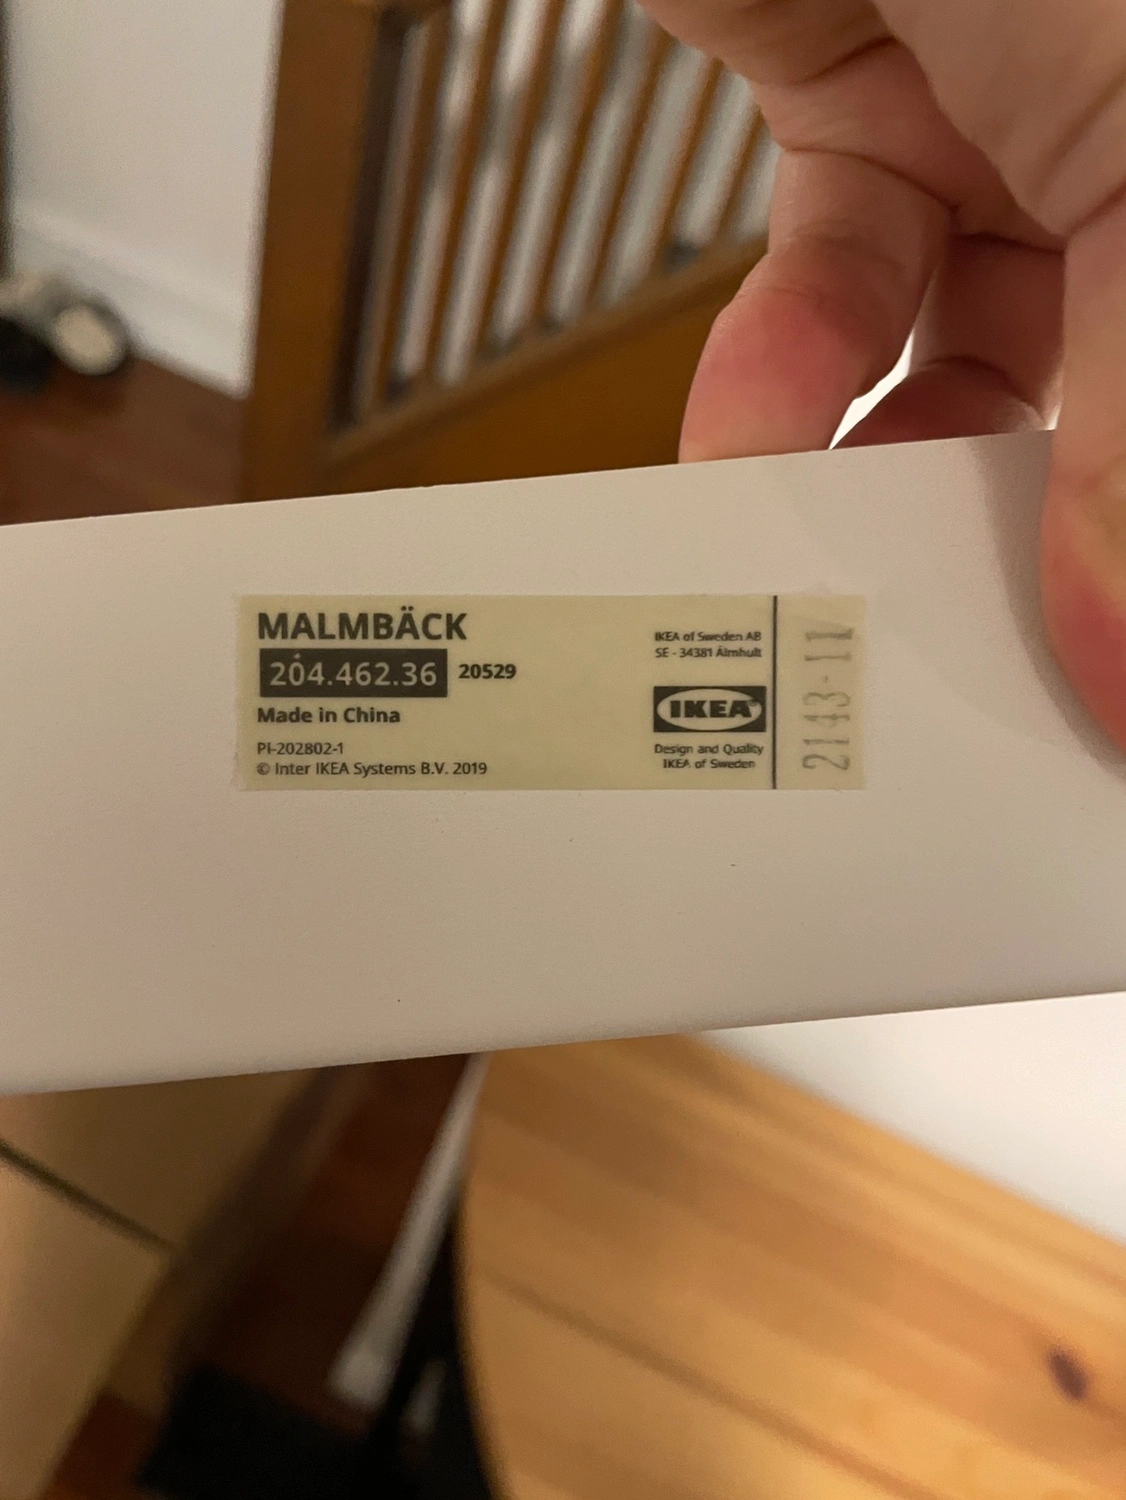 MALMBÄCK
204.462.36 20529
Made in China
PI-202802-1
© Inter IKEA Systems B.V. 2019
IKEA of Sweden AB
SE - 34381 Älmhult
IKEA®
Design and Quality
IKEA of Sweden
2143-11